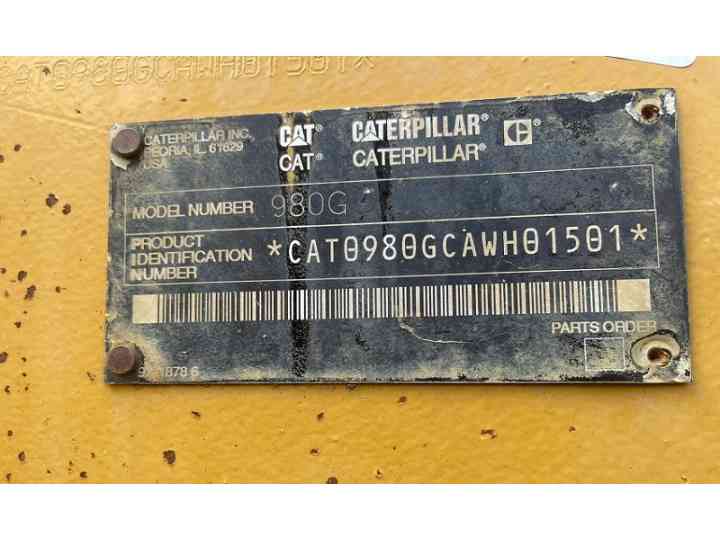 CAT0980GCAWH01501X
CATERPILLAR INC.
PEORIA, IL 61629
USA
CAT® CATERPILLAR®
CAT® CATERPILLAR®
MODEL NUMBER 980G
PRODUCT
IDENTIFICATION
NUMBER
*CAT0980GCAWH01501*
PARTS ORDER